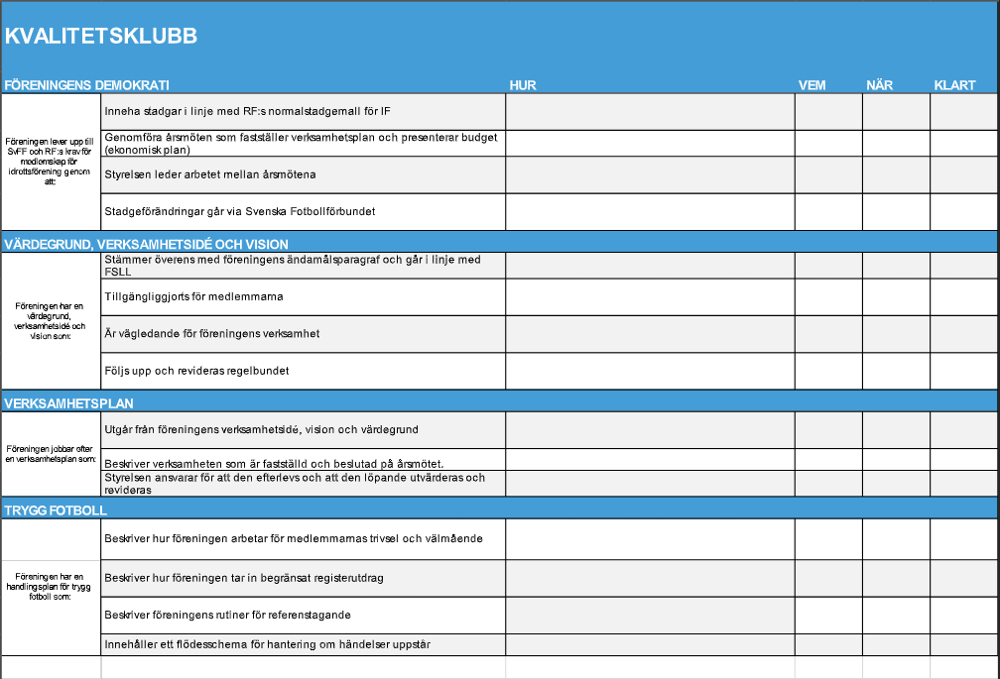 KVALITETSKLUBB
FÖRENINGENS DEMOKRATI HUR VEM NÄR KLART
Föreningen lever upp till
SvFF och RF:s krav för
medlemskap för
idrottsförening genom
att:
Inneha stadgar i linje med RF:s normalstadgemall för IF
Genomföra årsmöten som fastställer verksamhetsplan och presenterar budget
(ekonomisk plan)
Styrelsen leder arbetet mellan årsmötena
Stadgeförändringar går via Svenska Fotbollförbundet
VÄRDEGRUND, VERKSAMHETSIDÉ OCH VISION
Föreningen har en
värdegrund,
verksamhetsidé och
vision som:
Stämmer överens med föreningens ändamålsparagraf och går i linje med
FSLL
Tillgängliggjorts för medlemmarna
Är vägledande för föreningens verksamhet
Följs upp och revideras regelbundet
VERKSAMHETSPLAN
Föreningen jobbar efter
en verksamhetsplan som:
Utgår från föreningens verksamhetsidé, vision och värdegrund
Beskriver verksamheten som är fastställd och beslutad på årsmötet.
Styrelsen ansvarar för att den efterlevs och att den löpande utvärderas och
revideras
TRYGG FOTBOLL
Föreningen har en
handlingsplan för trygg
fotboll som:
Beskriver hur föreningen arbetar för medlemmarnas trivsel och välmående
Beskriver hur föreningen tar in begränsat registerutdrag
Beskriver föreningens rutiner för referenstagande
Innehåller ett flödesschema för hantering om händelser uppstår